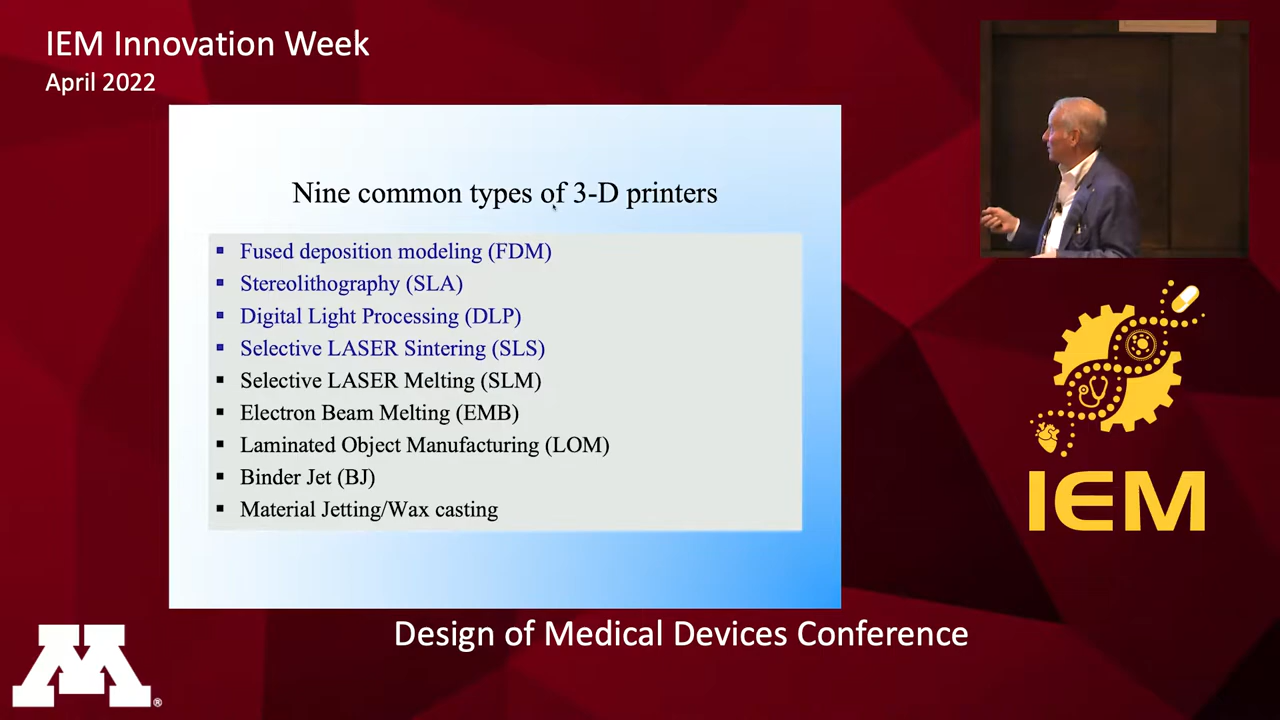 IEM Innovation Week
April 2022
Nine common types of 3-D printers
Fused deposition modeling (FDM)
Stereolithography (SLA)
Digital Light Processing (DLP)
Selective LASER Sintering (SLS)
Selective LASER Melting (SLM)
Electron Beam Melting (EMB)
Laminated Object Manufacturing (LOM)
Binder Jet (BJ)
Material Jetting/Wax casting
IEM
Design of Medical Devices Conference
M®